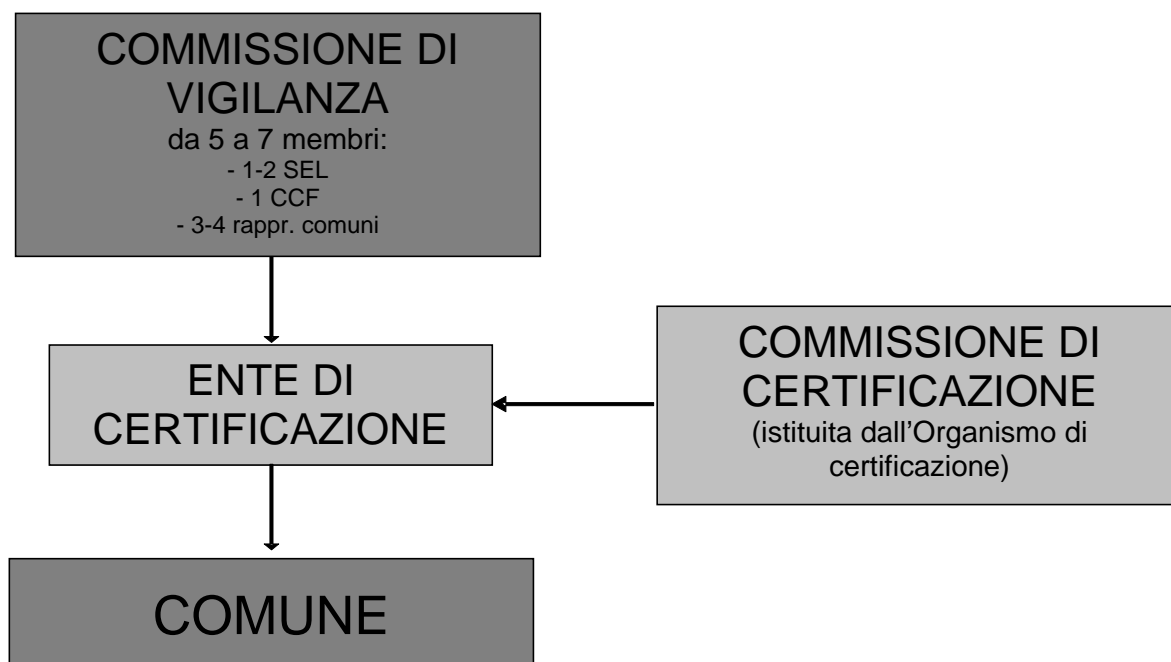 COMMISSIONE DI
VIGILANZA
da 5 a 7 membri:
- 1-2 SEL
- 1 CCF
- 3-4 rappr. comuni
ENTE DI
CERTIFICAZIONE
COMMISSIONE DI
CERTIFICAZIONE
(istituita dall'Organismo di
certificazione)
COMUNE